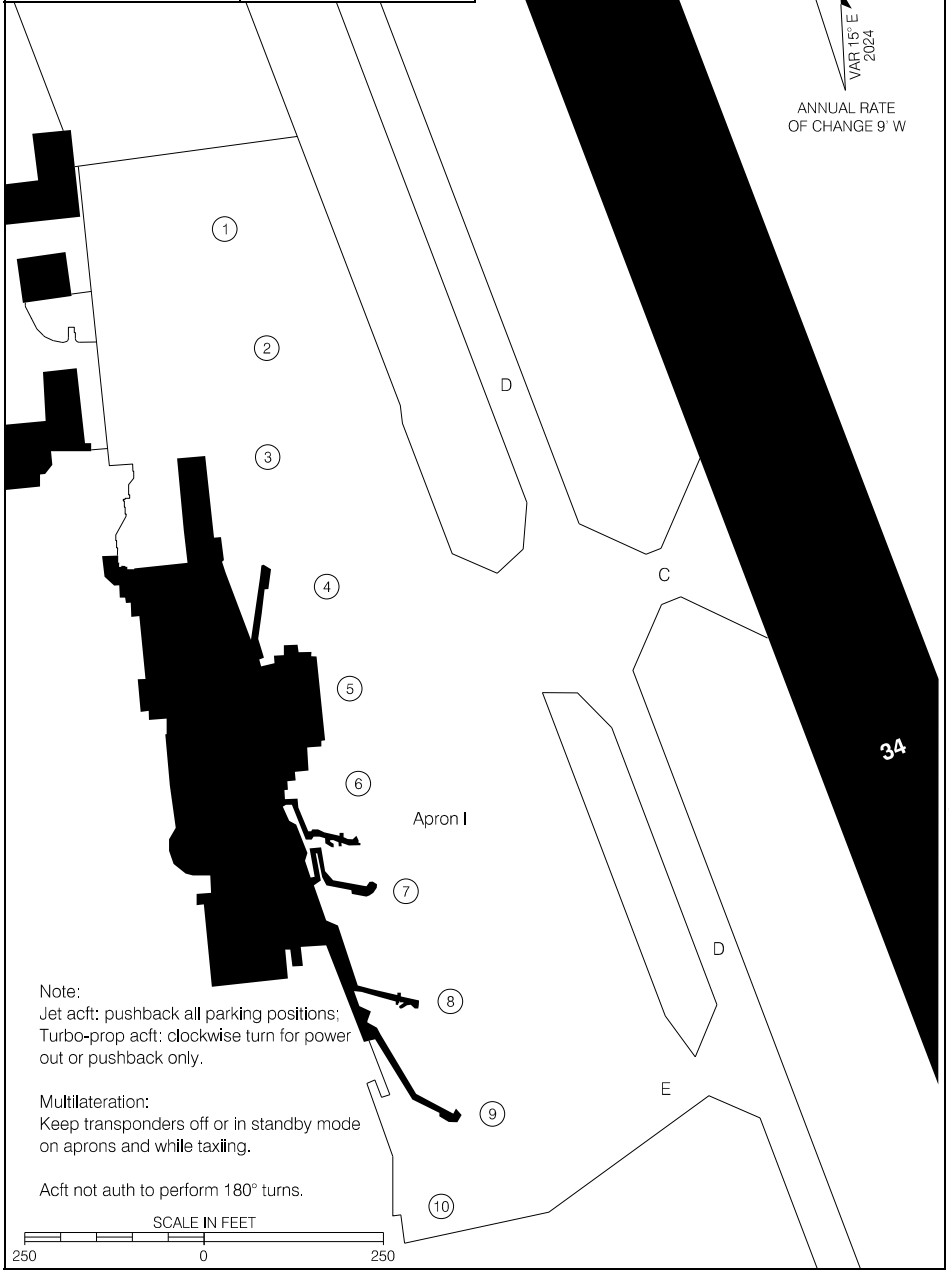 VAR 15° E
2024
ANNUAL RATE
OF CHANGE 9' W
1
2
D
3
C
4
5
34
6
Apron I
7
D
8
Note:
Jet acft: pushback all parking positions;
Turbo-prop acft: clockwise turn for power
out or pushback only.
E
Multilateration:
Keep transponders off or in standby mode
on aprons and while taxiing.
9
Acft not auth to perform 180° turns.
10
SCALE IN FEET
250 0 250